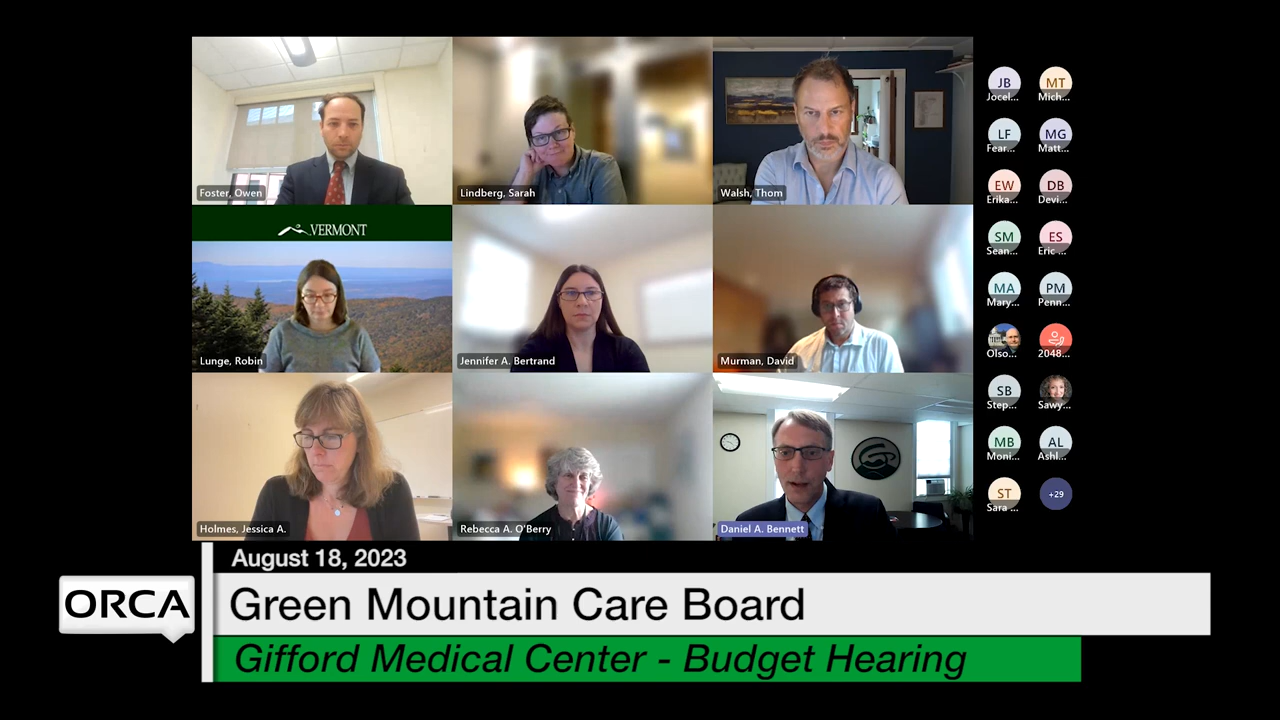 Foster, Owen
Lindberg, Sarah
Walsh, Thom
VERMONT
Lunge, Robin
Jennifer A. Bertrand
Murman, David
Holmes, Jessica A.
Rebecca A. O'Berry
Daniel A. Bennett
JB
MT
Jocel...
Mich...
LF
MG
Fear...
Matt...
EW
DB
Erika...
Devi...
SM
ES
Sean...
Eric ...
MA
PM
Mary...
Penn...
Olso...
2048...
SB
Step...
Sawy...
MB
AL
Moni...
Ashl...
ST
+29
Sara ...
August 18, 2023
ORCA
Green Mountain Care Board
Gifford Medical Center - Budget Hearing